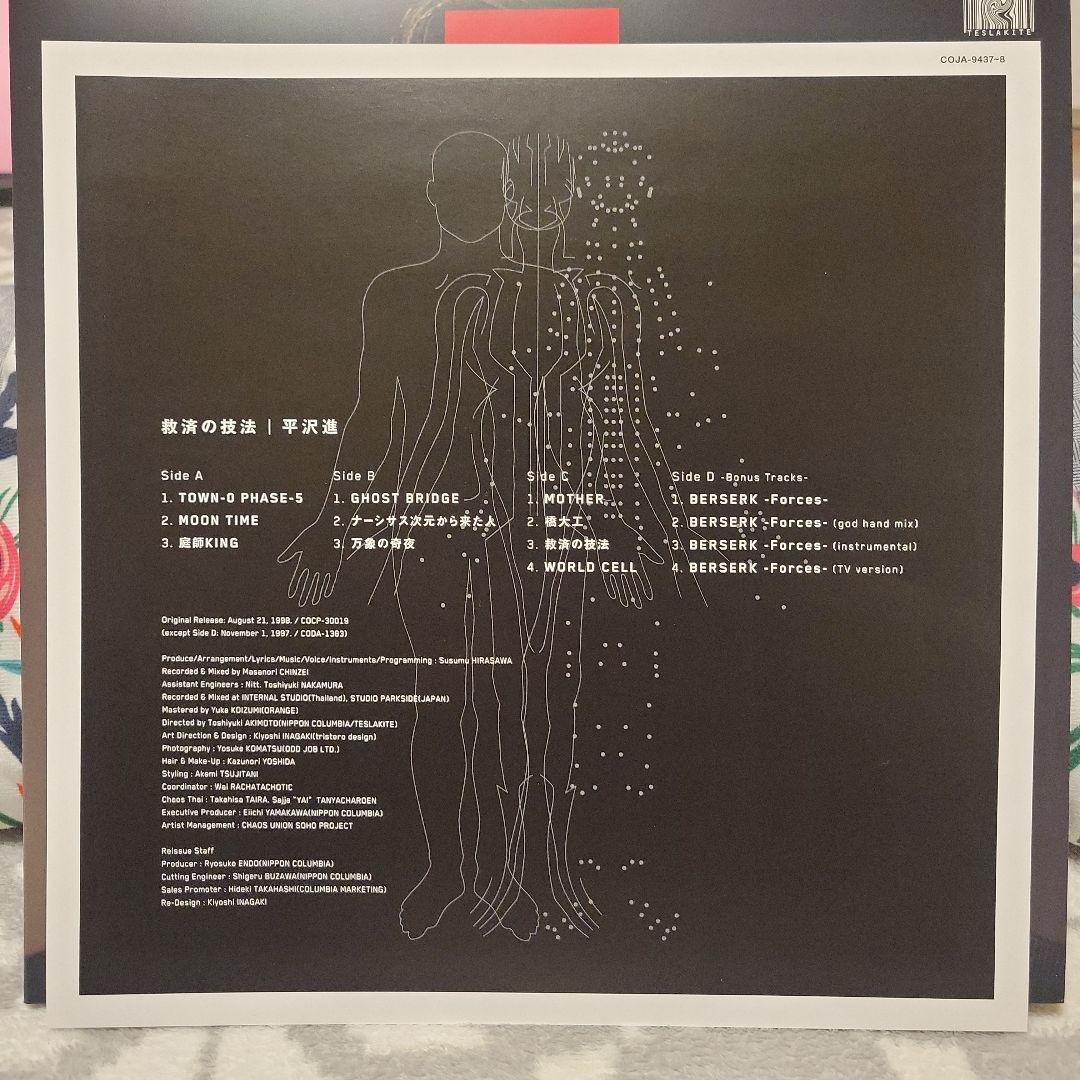 TESLAKITE
COJA-9437~8
救済の技法 | 平沢進
Side A
1. TOWN-0 PHASE-5
2. MOON TIME
3. 庭師KING
Side B
1. GHOST BRIDGE
2. ナーシサス次元から来た人
3. 万象の奇夜
Side C
1. MOTHER
2. 橋大工
3. 救済の技法
4. WORLD CELL
Side D -Bonus Tracks-
1. BERSERK -Forces-
2. BERSERK -Forces- (god hand mix)
3. BERSERK -Forces- (instrumental)
4. BERSERK -Forces- (TV version)
Original Release: August 21, 1998. / COCP-30019
(except Side D: November 1, 1997. / CODA-1383)
Produce/Arrangement/Lyrics/Music/Voice/Instruments/Programming : Susumu HIRASAWA
Recorded & Mixed by Masanori CHINZEI
Assistant Engineers : Nitt. Toshiyuki NAKAMURA
Recorded & Mixed at INTERNAL STUDIO(Thailand), STUDIO PARKSIDE(JAPAN)
Mastered by Yuka KOIZUMI(ORANGE)
Directed by Toshiyuki AKIMOTO(NIPPON COLUMBIA/TESLAKITE)
Art Direction & Design : Kiyoshi INAGAKI(tristero design)
Photography : Yosuke KOMATSU(ODD JOB LTD.)
Hair & Make-Up : Kazunori YOSHIDA
Styling : Akemi TSUJITANI
Coordinator : Wai RACHATACHOTIC
Chaos Thai : Takahisa TAIRA, Sajja "YAI" TANYACHAROEN
Executive Producer : Eiichi YAMAKAWA(NIPPON COLUMBIA)
Artist Management : CHAOS UNION SOHO PROJECT
Reissue Staff
Producer : Ryosuke ENDO(NIPPON COLUMBIA)
Cutting Engineer : Shigeru BUZAWA(NIPPON COLUMBIA)
Sales Promoter : Hideki TAKAHASHI(COLUMBIA MARKETING)
Re-Design : Kiyoshi INAGAKI